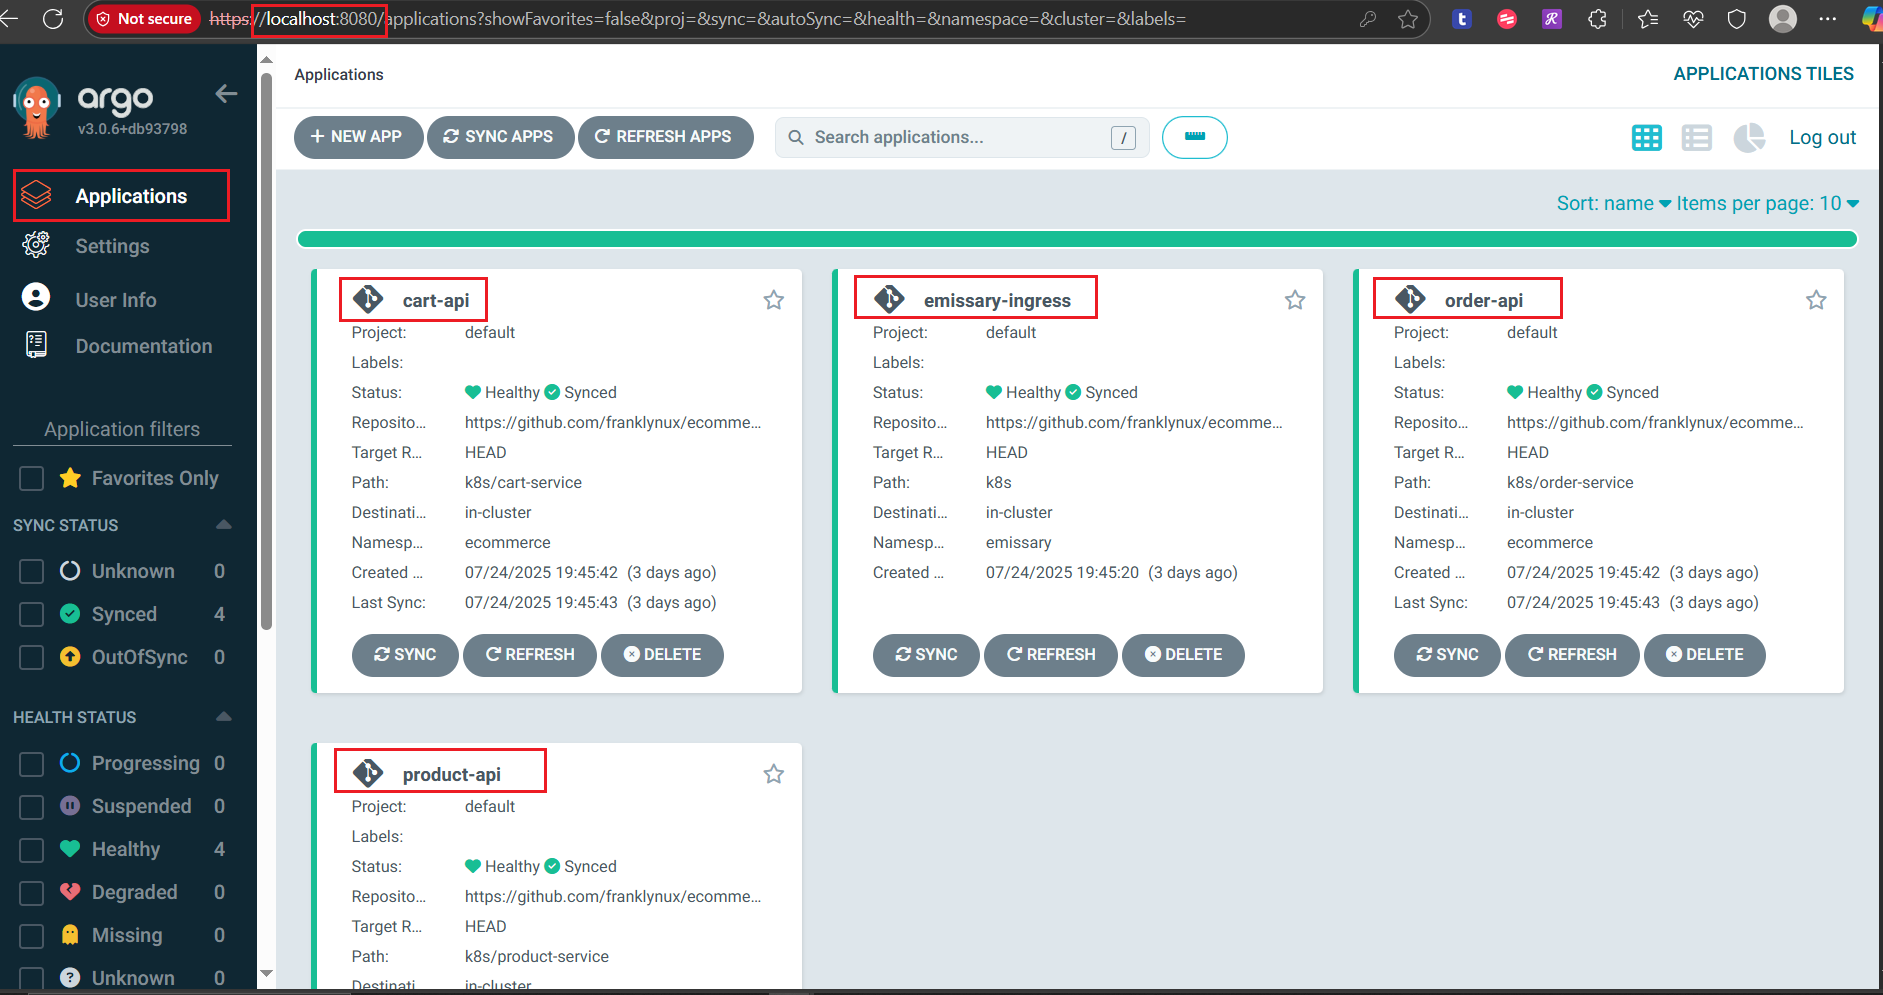 Not secure https://localhost:8080/applications?showFavorites=false&proj=&sync=&autoSync=&health=&namespace=&cluster=&labels=
argo
v3.0.6+db93798
Applications
Settings
User Info
Documentation
Application filters
Favorites Only
SYNC STATUS
Unknown 0
Synced 4
OutOfSync 0
HEALTH STATUS
Progressing 0
Suspended 0
Healthy 4
Degraded 0
Missing 0
Unknown 0
Applications
APPLICATIONS TILES
NEW APP
SYNC APPS
REFRESH APPS
Search applications... /
Log out
Sort: name Items per page: 10
cart-api
Project: default
Labels:
Status: Healthy Synced
Reposito... https://github.com/franklynux/ecomme...
Target R... HEAD
Path: k8s/cart-service
Destinati... in-cluster
Namesp... ecommerce
Created ... 07/24/2025 19:45:42 (3 days ago)
Last Sync: 07/24/2025 19:45:43 (3 days ago)
SYNC REFRESH DELETE
emissary-ingress
Project: default
Labels:
Status: Healthy Synced
Reposito... https://github.com/franklynux/ecomme...
Target R... HEAD
Path: k8s
Destinati... in-cluster
Namesp... emissary
Created ... 07/24/2025 19:45:20 (3 days ago)
SYNC REFRESH DELETE
order-api
Project: default
Labels:
Status: Healthy Synced
Reposito... https://github.com/franklynux/ecomme...
Target R... HEAD
Path: k8s/order-service
Destinati... in-cluster
Namesp... ecommerce
Created ... 07/24/2025 19:45:42 (3 days ago)
Last Sync: 07/24/2025 19:45:43 (3 days ago)
SYNC REFRESH DELETE
product-api
Project: default
Labels:
Status: Healthy Synced
Reposito... https://github.com/franklynux/ecomme...
Target R... HEAD
Path: k8s/product-service
Destinati... in-cluster